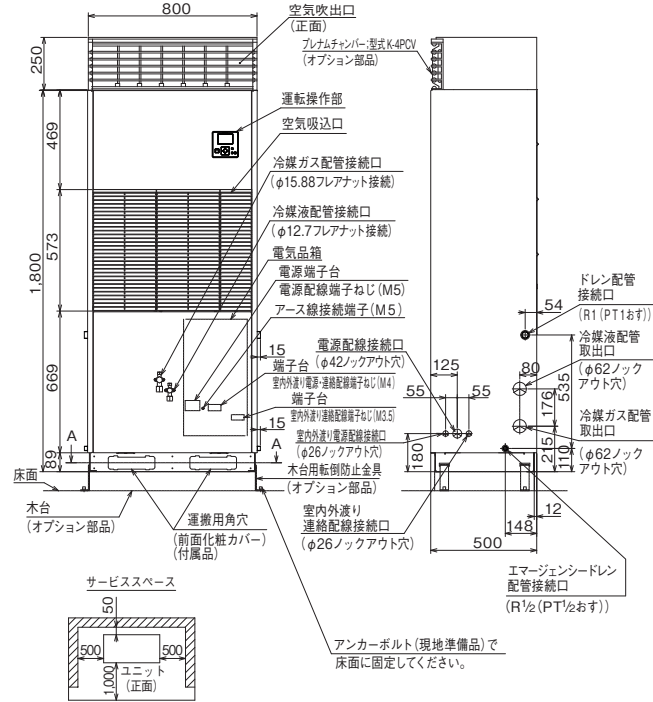 800
空気吹出口
(正面)
プレナムチャンバー:型式K-4PCV
(オプション部品)
250
運転操作部
空気吸込口
469
冷媒ガス配管接続口
(φ15.88フレアナット接続)
冷媒液配管接続口
(φ12.7フレアナット接続)
573
1,800
電気品箱
電源端子台
電源配線端子ねじ(M5)
アース線接続端子(M5)
ドレン配管
接続口
(R1(PT1おす))
54
15
電源配線接続口
(φ42ノックアウト穴)
125
冷媒液配管
取出口
(φ62ノック
アウト穴)
80
535
669
端子台
室内外渡り電源・連絡配線端子ねじ(M4)
端子台
室内外渡り連絡配線端子ねじ(M3.5)
55
55
176
冷媒ガス配管
取出口
(φ62ノック
アウト穴)
15
A
A
室内外渡り電源配線接続口
(φ26ノックアウト穴)
180
215
110
89
床面
木台用転倒防止金具
(オプション部品)
木台
(オプション部品)
運搬用角穴
(前面化粧カバー)
(付属品)
室内外渡り
連絡配線接続口
(φ26ノックアウト穴)
12
148
500
サービススペース
50
エマージェンシードレン
配管接続口
(R1/2(PT1/2おす))
500
500
ユニット
(正面)
1,000
アンカーボルト(現地準備品)で
床面に固定してください。